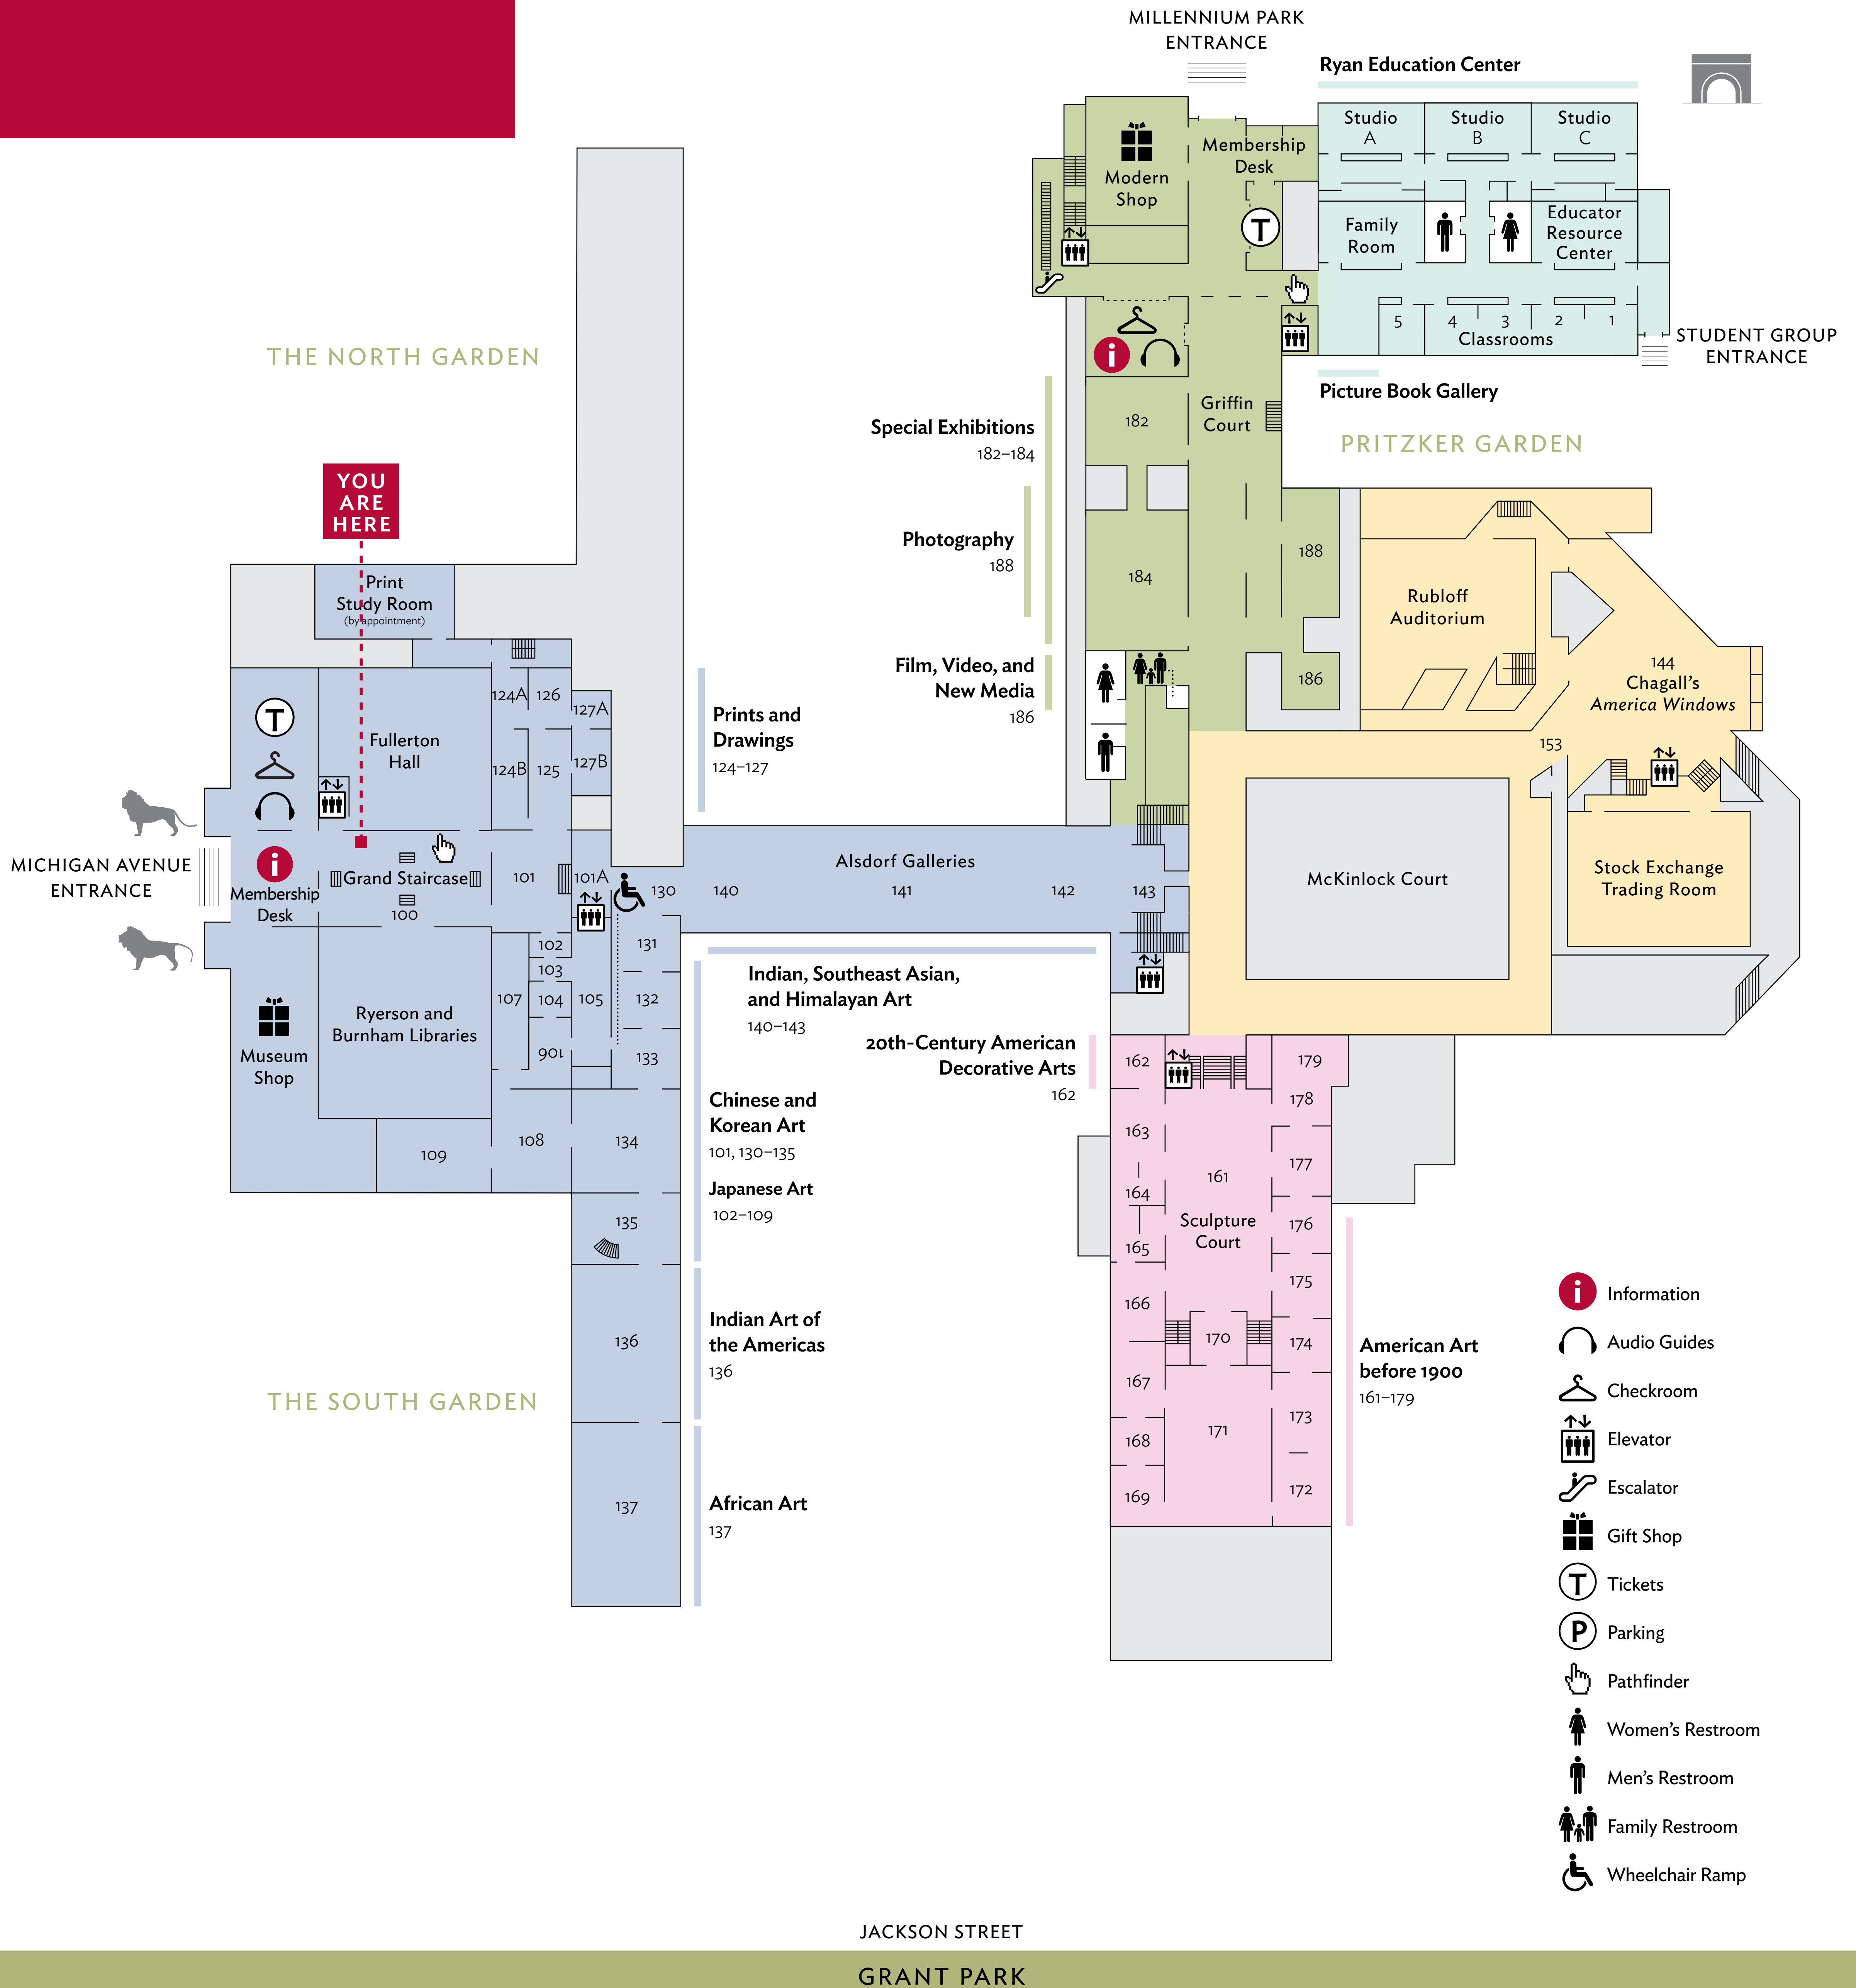 MILLENNIUM PARK
ENTRANCE
Ryan Education Center
Studio
A
Studio
B
Studio
C
Membership
Desk
Modern
Shop
T
Family
Room
Educator
Resource
Center
5
4
3
2
1
Classrooms
STUDENT GROUP
ENTRANCE
Picture Book Gallery
THE NORTH GARDEN
i
Griffin
Court
182
Special Exhibitions
182–184
PRITZKER GARDEN
YOU
ARE
HERE
Photography
188
184
188
Rubloff
Auditorium
Print
Study Room
(by appointment)
Film, Video, and
New Media
186
186
144
Chagall's
America Windows
153
124A
126
127A
T
Fullerton
Hall
124B
125
127B
Prints and
Drawings
124–127
MICHIGAN AVENUE
ENTRANCE
i
Membership
Desk
Grand Staircase
100
101
101A
130
140
Alsdorf Galleries
141
142
143
McKinlock Court
Stock Exchange
Trading Room
102
103
104
105
106
107
131
132
133
Ryerson and
Burnham Libraries
Museum
Shop
Indian, Southeast Asian,
and Himalayan Art
140–143
20th-Century American
Decorative Arts
162
Chinese and
Korean Art
101, 130–135
Japanese Art
102–109
109
108
134
135
136
Indian Art of
the Americas
136
THE SOUTH GARDEN
137
African Art
137
162
179
178
163
161
177
164
Sculpture
Court
176
165
175
166
170
174
167
171
173
168
169
172
American Art
before 1900
161–179
i
Information
Audio Guides
Checkroom
Elevator
Escalator
Gift Shop
T
Tickets
P
Parking
Pathfinder
Women's Restroom
Men's Restroom
Family Restroom
Wheelchair Ramp
JACKSON STREET
GRANT PARK